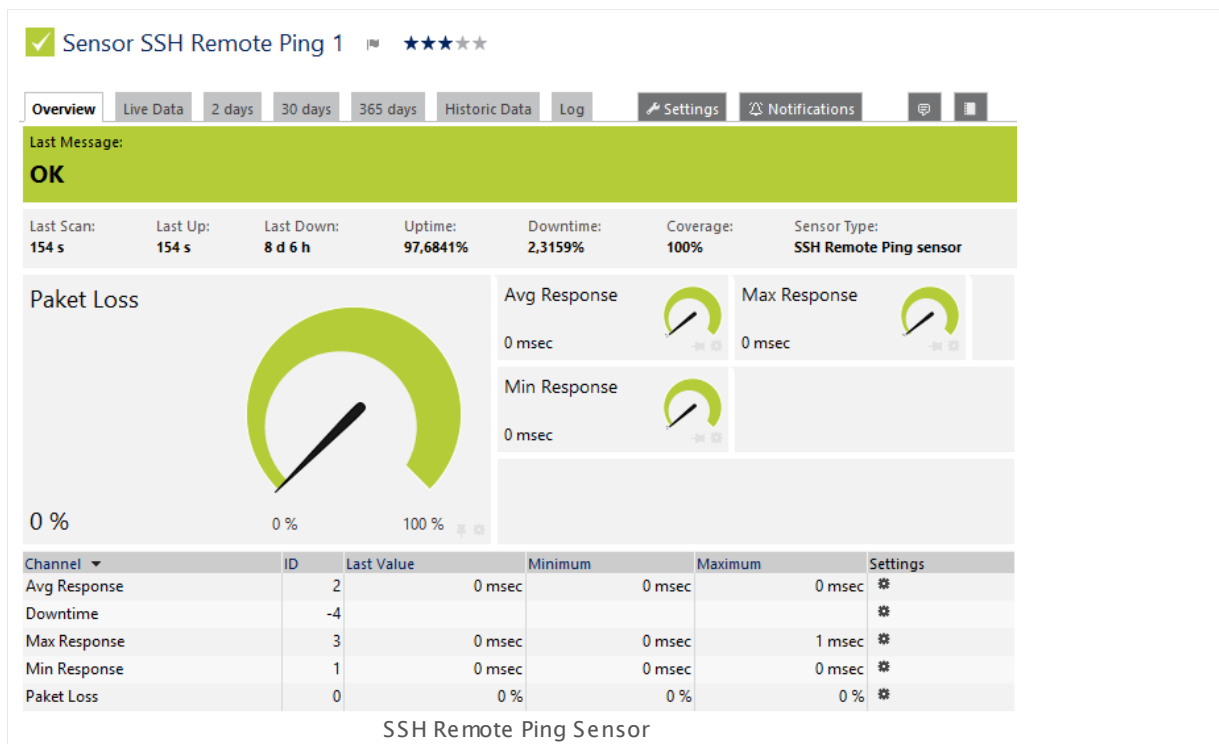 Sensor SSH Remote Ping 1
Overview Live Data 2 days 30 days 365 days Historic Data Log Settings Notifications
Last Message:
OK
Last Scan: Last Up: Last Down: Uptime: Downtime: Coverage: Sensor Type:
154 s 154 s 8 d 6 h 97,6841% 2,3159% 100% SSH Remote Ping sensor
Paket Loss
0 %
0 % 100 %
Avg Response
0 msec
Max Response
0 msec
Min Response
0 msec
Channel ID Last Value Minimum Maximum Settings
Avg Response 2 0 msec 0 msec 0 msec
Downtime -4
Max Response 3 0 msec 0 msec 1 msec
Min Response 1 0 msec 0 msec 0 msec
Paket Loss 0 0 % 0 % 0 %
SSH Remote Ping Sensor